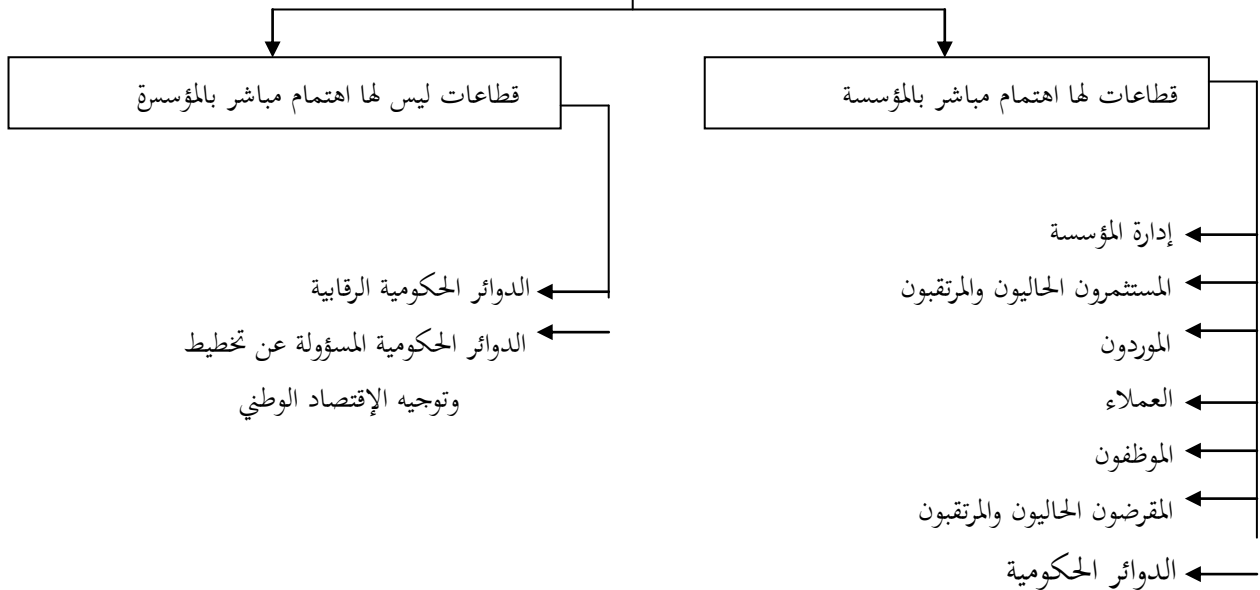 قطاعات لها اهتمام مباشر بالمؤسسة
قطاعات ليس لها اهتمام مباشر بالمؤسسرة
إدارة المؤسسة
المستثمرون الحاليون والمرتقبون
الموردون
العملاء
الموظفون
المقرضون الحاليون والمرتقبون
الدوائر الحكومية
الدوائر الحكومية الرقابية
الدوائر الحكومية المسؤولة عن تخطيط
وتوجيه الإقتصاد الوطني